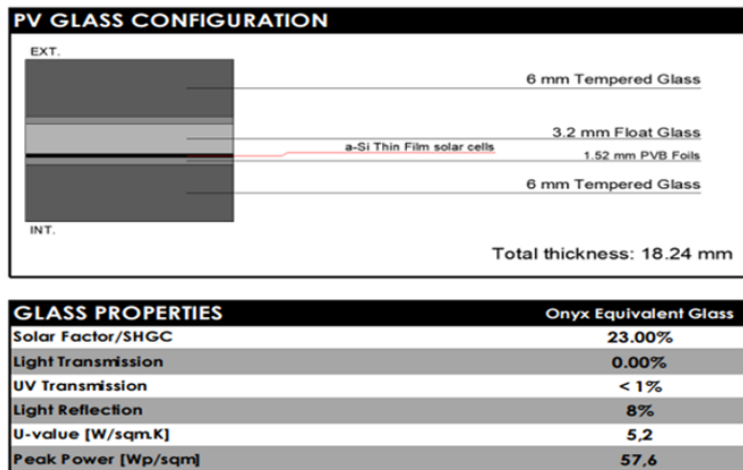 PV GLASS CONFIGURATION
EXT.
6 mm Tempered Glass
3.2 mm Float Glass
a-Si Thin Film solar cells
1.52 mm PVB Foils
6 mm Tempered Glass
INT.
Total thickness: 18.24 mm
GLASS PROPERTIES Onyx Equivalent Glass
Solar Factor/SHGC 23.00%
Light Transmission 0.00%
UV Transmission < 1%
Light Reflection 8%
U-value [W/sqm.K] 5,2
Peak Power [Wp/sqm] 57,6